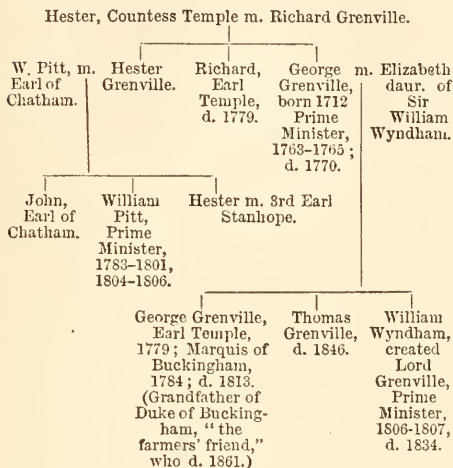 Hester, Countess Temple m. Richard Grenville.
W. Pitt, m.
Earl of
Chatham.
Hester
Grenville.
Richard,
Earl
Temple,
d. 1779.
George
Grenville,
born 1712
Prime
Minister,
1763-1765;
d. 1770.
m. Elizabeth
daur. of
Sir
William
Wyndham.
John,
Earl of
Chatham.
William
Pitt,
Prime
Minister,
1783-1801,
1804-1806.
Hester m. 3rd Earl
Stanhope.
George Grenville,
Earl Temple,
1779; Marquis of
Buckingham,
1784; d. 1813.
(Grandfather of
Duke of Bucking-
ham, "the
farmers' friend,"
who d. 1861.)
Thomas
Grenville,
d. 1846.
William
Wyndham,
created
Lord
Grenville,
Prime
Minister,
1806-1807,
d. 1834.